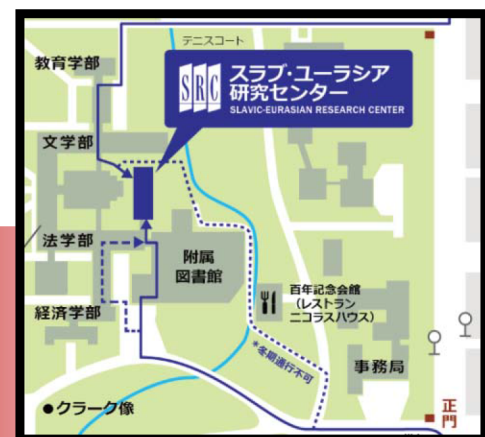 テニスコート
教育学部
SRC
スラブ・ユーラシア
研究センター
SLAVIC-EURASIAN RESEARCH CENTER
文学部
法学部
附属
図書館
百年記念会館
(レストラン
ニコラスハウス)
経済学部
*冬期通行不可
事務局
●クラーク像
正
門